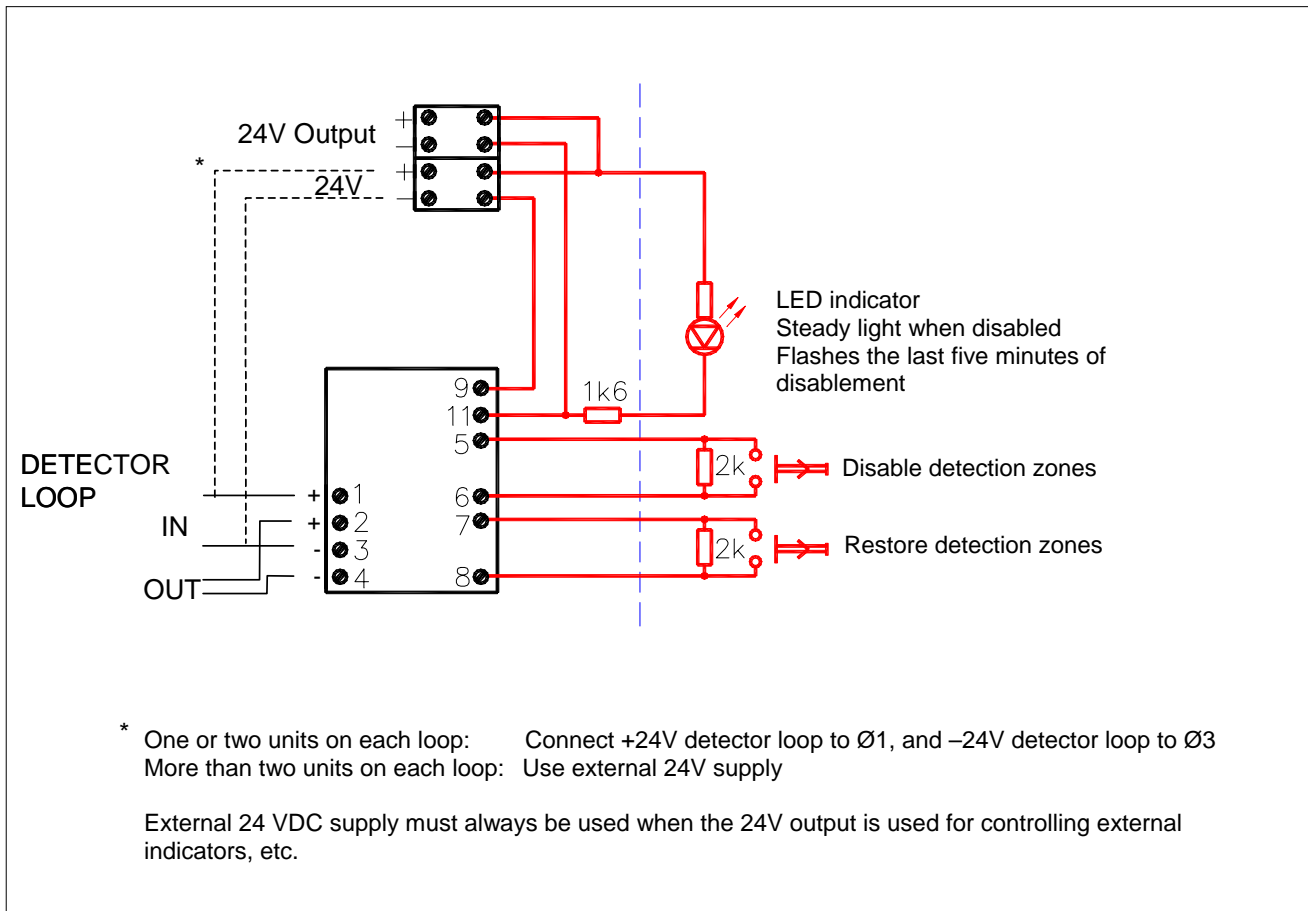 +
24V Output
–
*
+
24V
–
LED indicator
Steady light when disabled
Flashes the last five minutes of
disablement
9
1k6
11
5
DETECTOR
LOOP
2k
Disable detection zones
+ 1
6
IN
+ 2
7
- 3
2k
Restore detection zones
OUT
- 4
8
* One or two units on each loop: Connect +24V detector loop to Ø1, and –24V detector loop to Ø3
More than two units on each loop: Use external 24V supply
External 24 VDC supply must always be used when the 24V output is used for controlling external
indicators, etc.